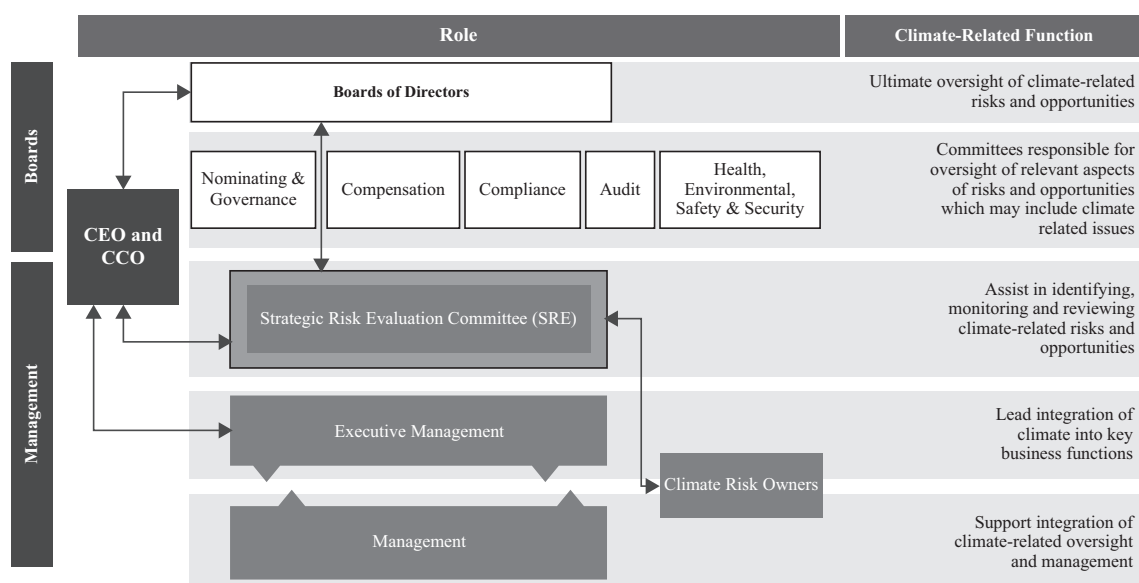 Role
Climate-Related Function
Boards
Boards of Directors
Ultimate oversight of climate-related
risks and opportunities
Nominating &
Governance
Compensation
Compliance
Audit
Health,
Environmental,
Safety & Security
Committees responsible for
oversight of relevant aspects
of risks and opportunities
which may include climate
related issues
CEO and
CCO
Management
Strategic Risk Evaluation Committee (SRE)
Assist in identifying,
monitoring and reviewing
climate-related risks and
opportunities
Executive Management
Lead integration of
climate into key
business functions
Climate Risk Owners
Management
Support integration of
climate-related oversight
and management